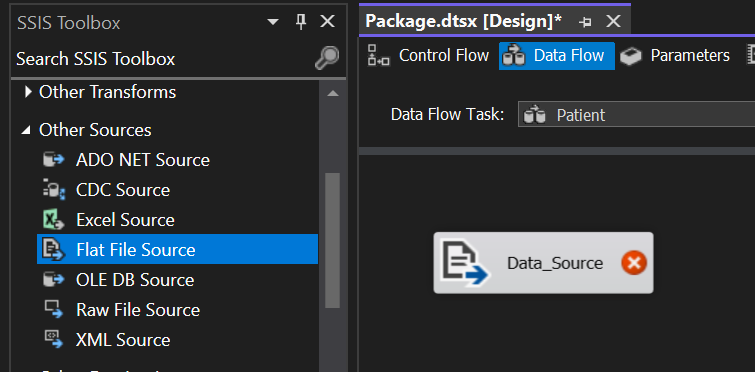 SSIS Toolbox
Search SSIS Toolbox
Other Transforms
Other Sources
ADO NET Source
CDC Source
Excel Source
Flat File Source
OLE DB Source
Raw File Source
XML Source
Package.dtsx [Design]*
Control Flow
Data Flow
Parameters
Data Flow Task:
Patient
Data_Source